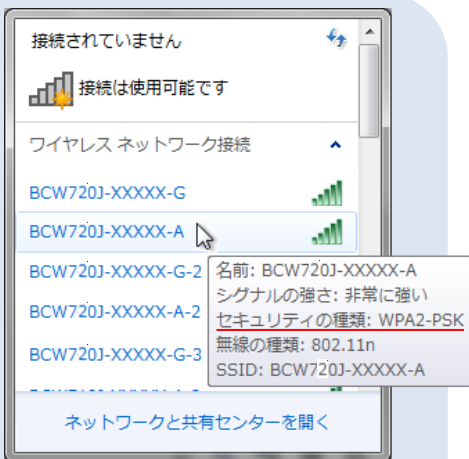 接続されていません
接続は使用可能です
ワイヤレス ネットワーク接続
BCW720J-XXXXX-G
BCW720J-XXXXX-A
BCW720J-XXXXX-G-2
BCW720J-XXXXX-A-2
BCW720J-XXXXX-G-3
名前: BCW720J-XXXXX-A
シグナルの強さ: 非常に強い
セキュリティの種類: WPA2-PSK
無線の種類: 802.11n
SSID: BCW720J-XXXXX-A
ネットワークと共有センターを開く